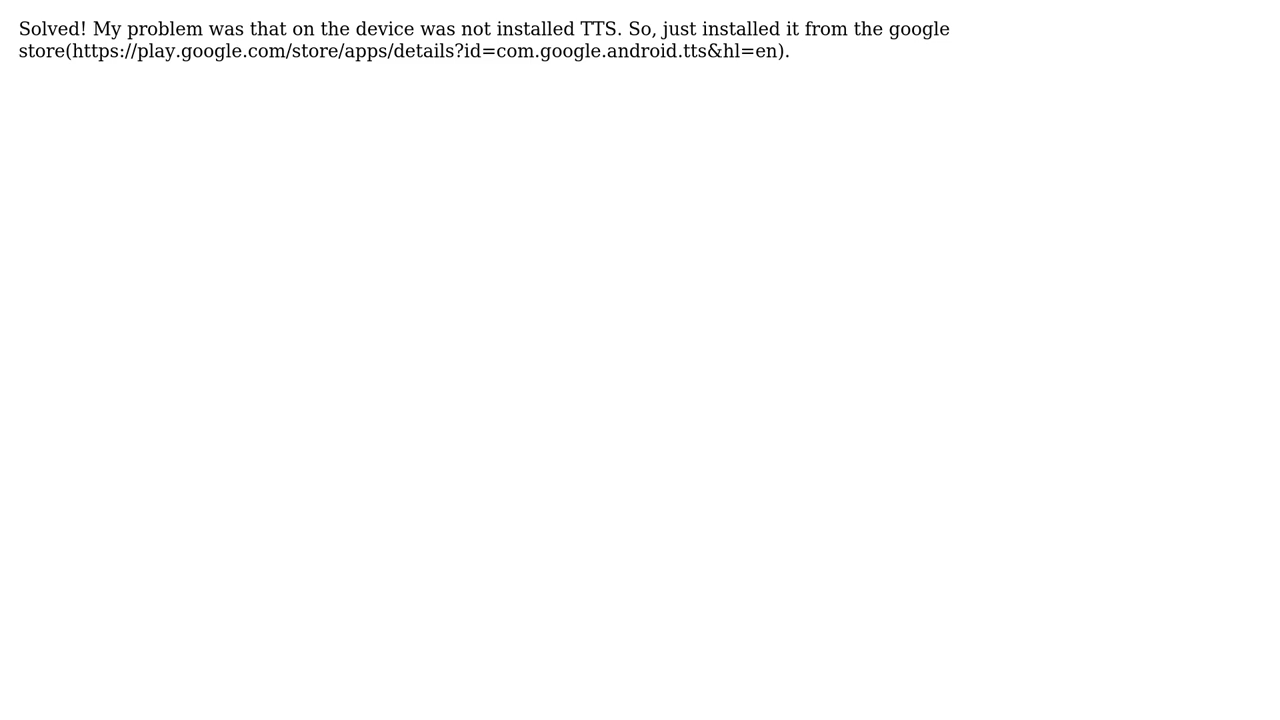 Solved! My problem was that on the device was not installed TTS. So, just installed it from the google
store(https://play.google.com/store/apps/details?id=com.google.android.tts&hl=en).